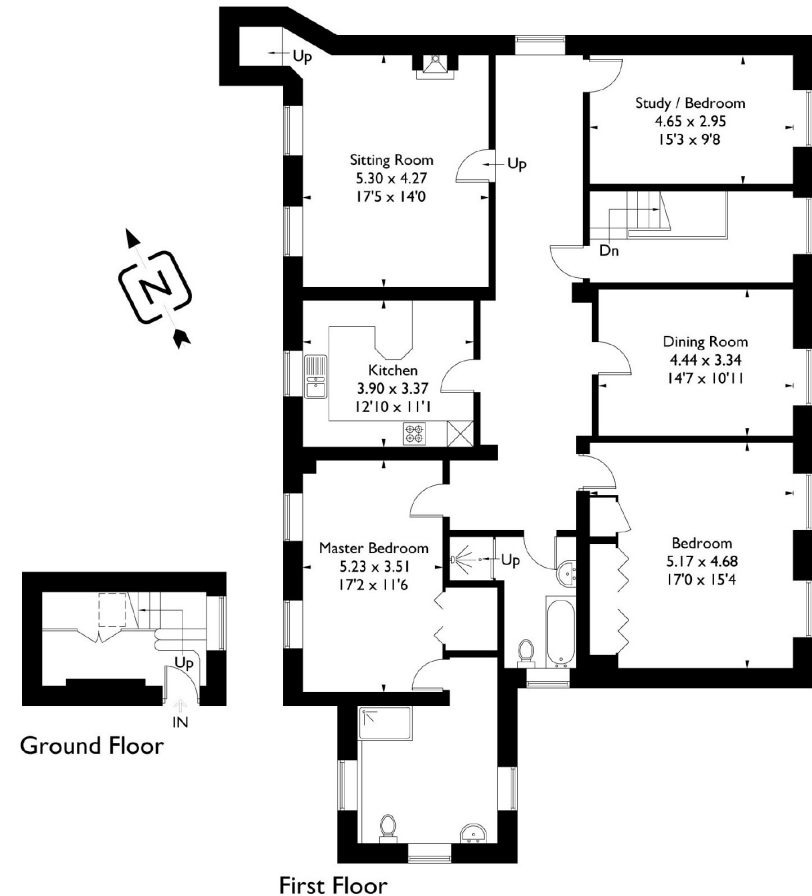 Up
Study / Bedroom
4.65 x 2.95
15'3 x 9'8
Sitting Room
5.30 x 4.27
17'5 x 14'0
Up
Dn
N
Dining Room
4.44 x 3.34
14'7 x 10'11
Kitchen
3.90 x 3.37
12'10 x 11'1
Master Bedroom
5.23 x 3.51
17'2 x 11'6
Up
Bedroom
5.17 x 4.68
17'0 x 15'4
Up
IN
Ground Floor
First Floor